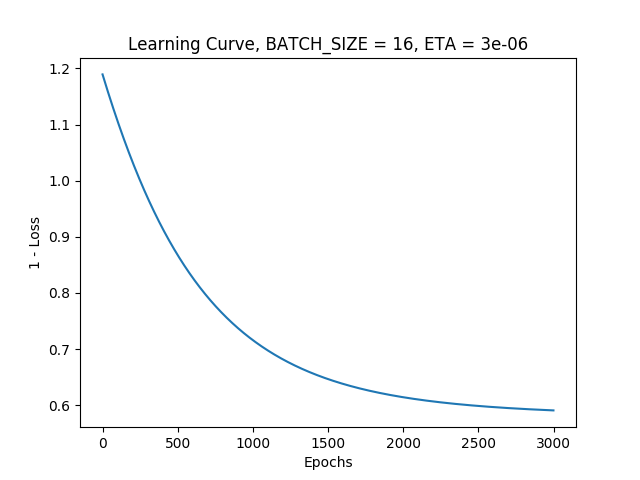 Learning Curve, BATCH_SIZE = 16, ETA = 3e-06
1.2
1.1
1.0
0.9
0.8
0.7
0.6
1 - Loss
0 500 1000 1500 2000 2500 3000
Epochs